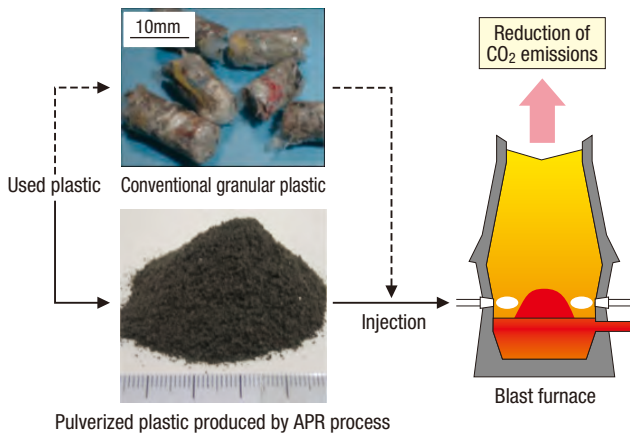 10mm
Reduction of
CO₂ emissions
Used plastic
Conventional granular plastic
Injection
Pulverized plastic produced by APR process
Blast furnace